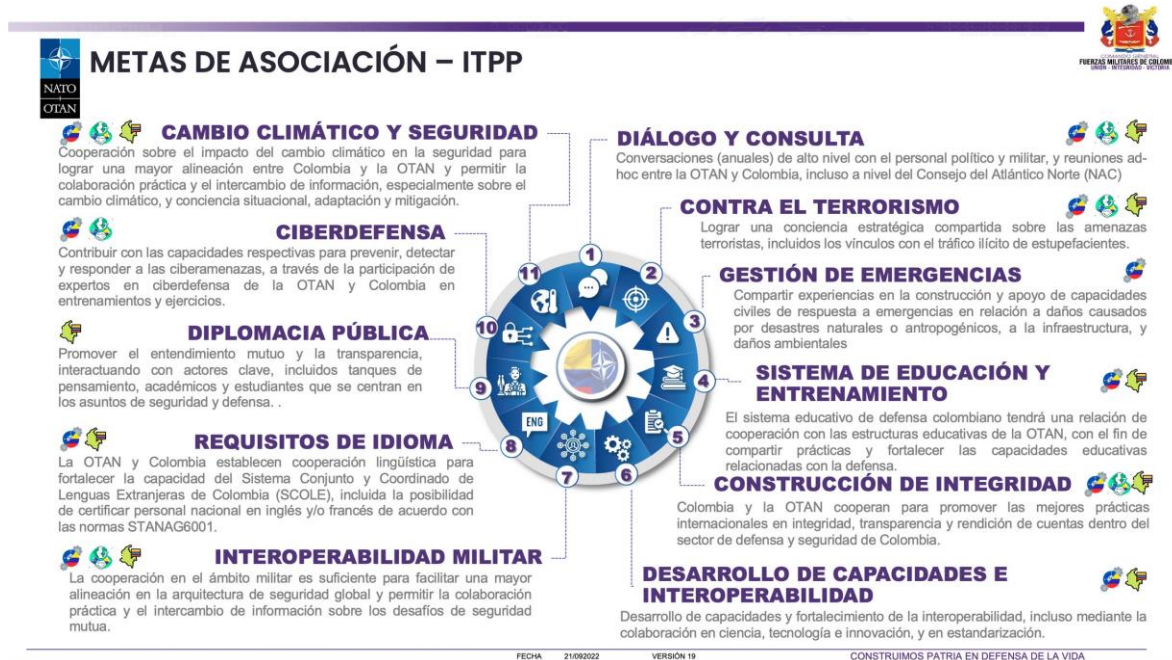 METAS DE ASOCIACIÓN – ITPP
NATO
OTAN
COMANDO GENERAL
FUERZAS MILITARES DE COLOMB
UNIÓN - INTEGRIDAD - VICTORIA
CAMBIO CLIMÁTICO Y SEGURIDAD
Cooperación sobre el impacto del cambio climático en la seguridad para
lograr una mayor alineación entre Colombia y la OTAN y permitir la
colaboración práctica y el intercambio de información, especialmente sobre el
cambio climático, y conciencia situacional, adaptación y mitigación.
CIBERDEFENSA
Contribuir con las capacidades respectivas para prevenir, detectar
y responder a las ciberamenazas, a través de la participación de
expertos en ciberdefensa de la OTAN y Colombia en
entrenamientos y ejercicios.
DIPLOMACIA PÚBLICA
Promover el entendimiento mutuo y la transparencia,
interactuando con actores clave, incluidos tanques de
pensamiento, académicos y estudiantes que se centran en
los asuntos de seguridad y defensa. .
REQUISITOS DE IDIOMA
La OTAN y Colombia establecen cooperación lingüística para
fortalecer la capacidad del Sistema Conjunto y Coordinado de
Lenguas Extranjeras de Colombia (SCOLE), incluida la posibilidad
de certificar personal nacional en inglés y/o francés de acuerdo con
las normas STANAG6001.
INTEROPERABILIDAD MILITAR
La cooperación en el ámbito militar es suficiente para facilitar una mayor
alineación en la arquitectura de seguridad global y permitir la colaboración
práctica y el intercambio de información sobre los desafíos de seguridad
mutua.
1
2
3
4
5
6
7
8
9
10
11
ENG
DIÁLOGO Y CONSULTA
Conversaciones (anuales) de alto nivel con el personal político y militar, y reuniones ad-
hoc entre la OTAN y Colombia, incluso a nivel del Consejo del Atlántico Norte (NAC)
CONTRA EL TERRORISMO
Lograr una conciencia estratégica compartida sobre las amenazas
terroristas, incluidos los vínculos con el tráfico ilícito de estupefacientes.
GESTIÓN DE EMERGENCIAS
Compartir experiencias en la construcción y apoyo de capacidades
civiles de respuesta a emergencias en relación a daños causados
por desastres naturales o antropogénicos, a la infraestructura, y
daños ambientales
SISTEMA DE EDUCACIÓN Y
ENTRENAMIENTO
El sistema educativo de defensa colombiano tendrá una relación de
cooperación con las estructuras educativas de la OTAN, con el fin de
compartir prácticas y fortalecer las capacidades educativas
relacionadas con la defensa.
CONSTRUCCIÓN DE INTEGRIDAD
Colombia y la OTAN cooperan para promover las mejores prácticas
internacionales en integridad, transparencia y rendición de cuentas dentro del
sector de defensa y seguridad de Colombia.
DESARROLLO DE CAPACIDADES E
INTEROPERABILIDAD
Desarrollo de capacidades y fortalecimiento de la interoperabilidad, incluso mediante la
colaboración en ciencia, tecnología e innovación, y en estandarización.
FECHA 21/092022 VERSIÓN 19 CONSTRUIMOS PATRIA EN DEFENSA DE LA VIDA